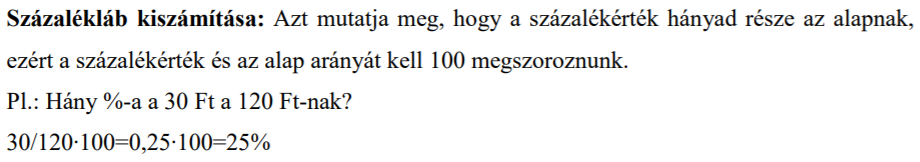 Százalékláb kiszámítása: Azt mutatja meg, hogy a százalékérték hányad része az alapnak,
ezért a százalékérték és az alap arányát kell 100 megszoroznunk.
Pl.: Hány %-a a 30 Ft a 120 Ft-nak?
30/120·100=0,25·100=25%